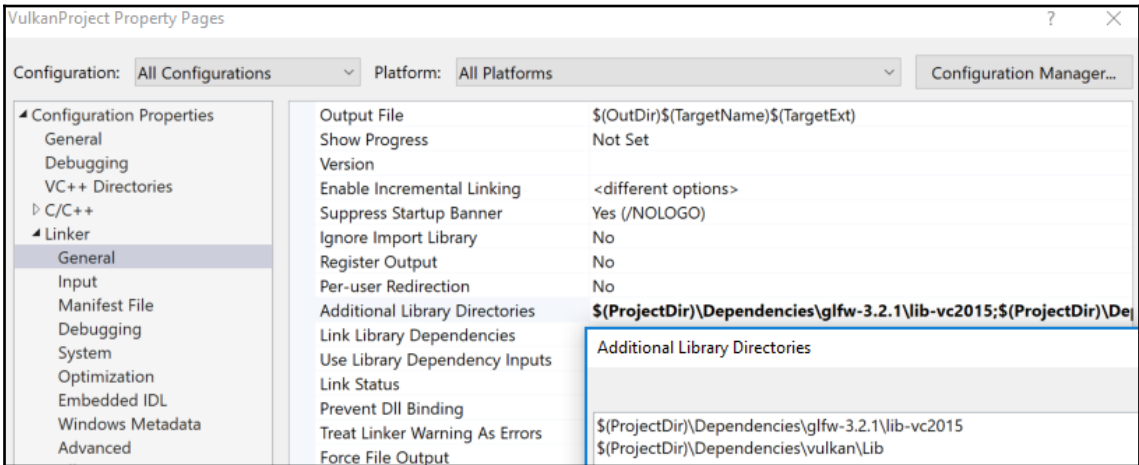 VulkanProject Property Pages
Configuration: All Configurations Platform: All Platforms Configuration Manager...
Configuration Properties
General
Debugging
VC++ Directories
C/C++
Linker
General
Input
Manifest File
Debugging
System
Optimization
Embedded IDL
Windows Metadata
Advanced
Output File $(OutDir)$(TargetName)$(TargetExt)
Show Progress Not Set
Version
Enable Incremental Linking <different options>
Suppress Startup Banner Yes (/NOLOGO)
Ignore Import Library No
Register Output No
Per-user Redirection No
Additional Library Directories $(ProjectDir)\Dependencies\glfw-3.2.1\lib-vc2015;$(ProjectDir)\De
Link Library Dependencies
Use Library Dependency Inputs
Link Status
Prevent Dll Binding
Treat Linker Warning As Errors
Force File Output
Additional Library Directories
$(ProjectDir)\Dependencies\glfw-3.2.1\lib-vc2015
$(ProjectDir)\Dependencies\vulkan\Lib